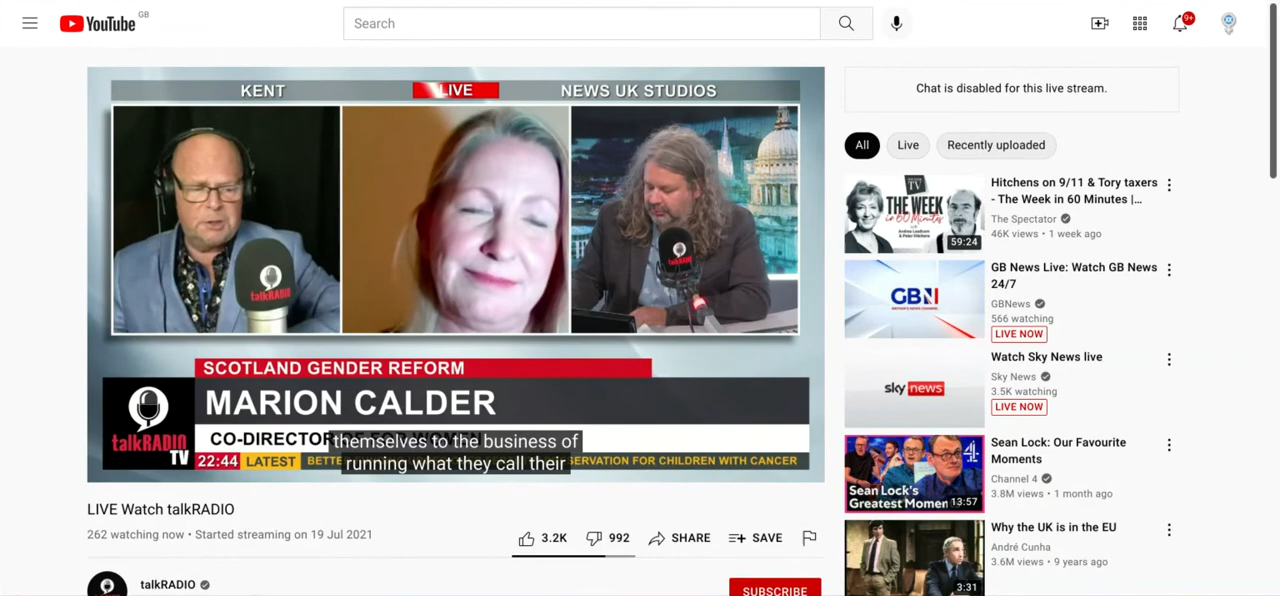 YouTube GB
Search
9+
KENT
LIVE
NEWS UK STUDIOS
talkRADIO
talkRADIO
SCOTLAND GENDER REFORM
MARION CALDER
CO-DIRECTOR
talkRADIO
TV
themselves to the business of
running what they call their
22:44 LATEST
SERVATION FOR CHILDREN WITH CANCER
LIVE Watch talkRADIO
262 watching now • Started streaming on 19 Jul 2021
3.2K
992
SHARE
SAVE
talkRADIO
SUBSCRIBE
Chat is disabled for this live stream.
All
Live
Recently uploaded
THE WEEK
in 60 Minutes
59:24
Hitchens on 9/11 & Tory taxers
- The Week in 60 Minutes |...
The Spectator
46K views • 1 week ago
GBN
GB News Live: Watch GB News
24/7
GBNews
566 watching
LIVE NOW
sky news
Watch Sky News live
Sky News
3.5K watching
LIVE NOW
4
Sean Lock's
Greatest Momen
13:57
Sean Lock: Our Favourite
Moments
Channel 4
3.8M views • 1 month ago
3:31
Why the UK is in the EU
André Cunha
3.6M views • 9 years ago